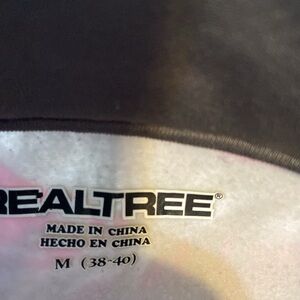 REALTREE®
MADE IN CHINA
HECHO EN CHINA
M (38-40)